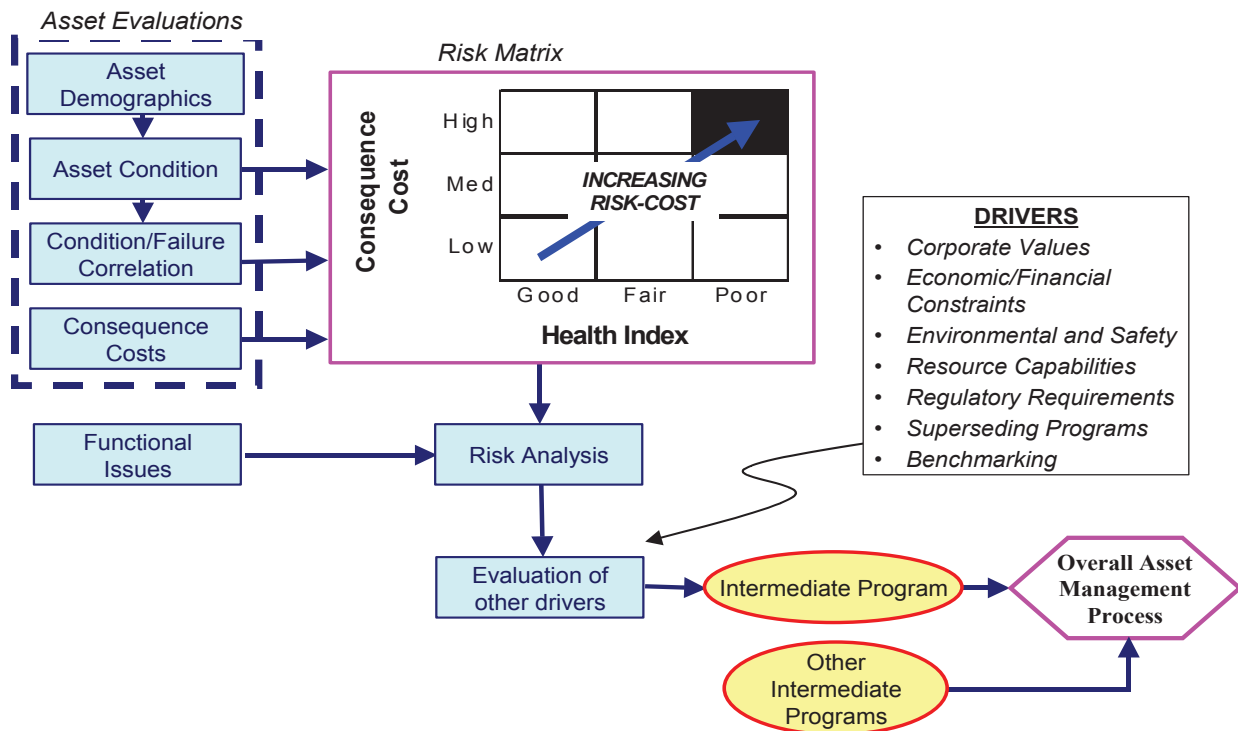 Asset Evaluations
Asset
Demographics
Asset Condition
Condition/Failure
Correlation
Consequence
Costs
Risk Matrix
Consequence
Cost
High
Med
Low
INCREASING
RISK-COST
Good Fair Poor
Health Index
DRIVERS
• Corporate Values
• Economic/Financial
Constraints
• Environmental and Safety
• Resource Capabilities
• Regulatory Requirements
• Superseding Programs
• Benchmarking
Functional
Issues
Risk Analysis
Evaluation of
other drivers
Intermediate Program
Overall Asset
Management
Process
Other
Intermediate
Programs